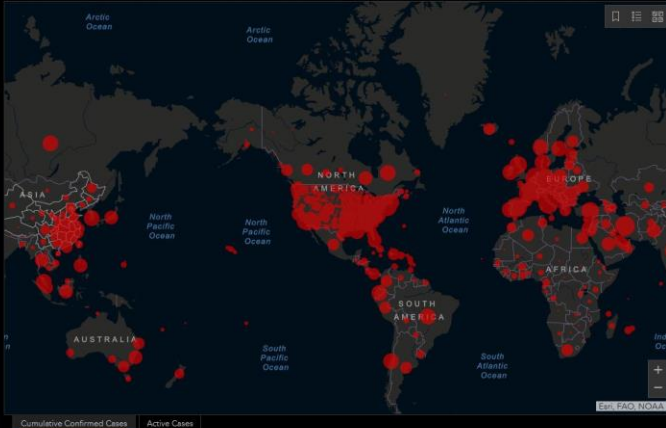 Arctic
Ocean
Arctic
Ocean
NORTH
AMERICA
EUROPE
ASIA
North
Pacific
Ocean
North
Pacific
Ocean
North
Atlantic
Ocean
AFRICA
SOUTH
AMERICA
AUSTRALIA
South
Pacific
Ocean
South
Atlantic
Ocean
Esri, FAO, NOAA
Cumulative Confirmed Cases
Active Cases